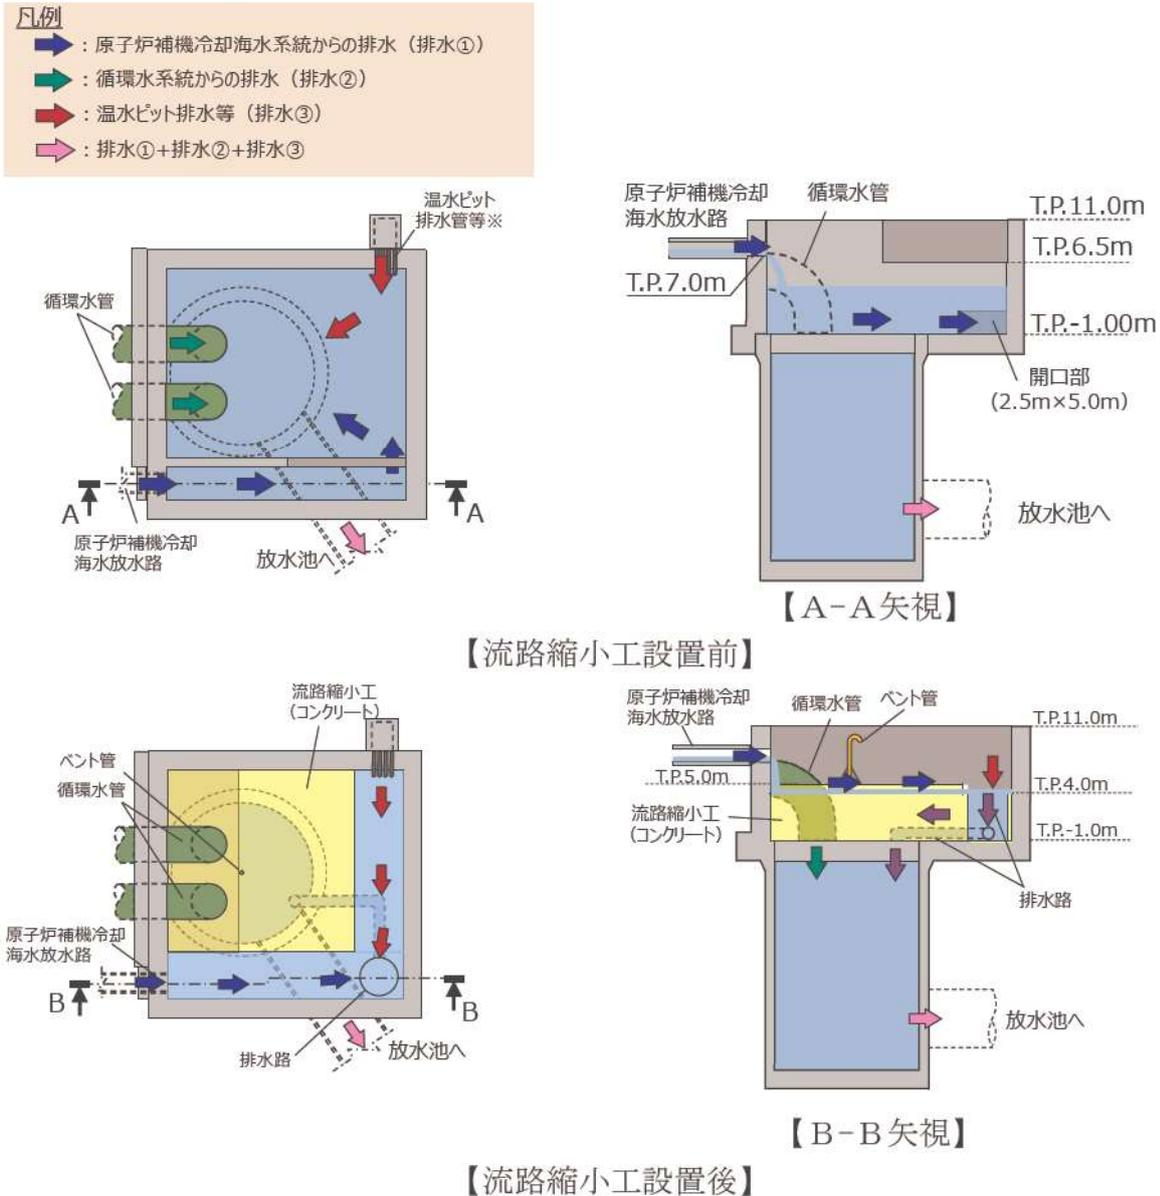 凡例
：原子炉補機冷却海水系統からの排水（排水①）
：循環水系統からの排水（排水②）
：温水ピット排水等（排水③）
：排水①+排水②+排水③
温水ピット
排水管等※
循環水管
A
A
原子炉補機冷却
海水放水路
放水池へ
原子炉補機冷却
海水放水路
循環水管
T.P.11.0m
T.P.6.5m
T.P.7.0m
T.P.-1.00m
開口部
(2.5m×5.0m)
放水池へ
【A-A矢視】
【流路縮小工設置前】
流路縮小工
(コンクリート)
ベント管
循環水管
原子炉補機冷却
海水放水路
B
B
排水路
放水池へ
原子炉補機冷却
海水放水路
循環水管
ベント管
T.P.11.0m
T.P.5.0m
T.P.4.0m
流路縮小工
(コンクリート)
T.P.-1.0m
排水路
放水池へ
【B-B矢視】
【流路縮小工設置後】